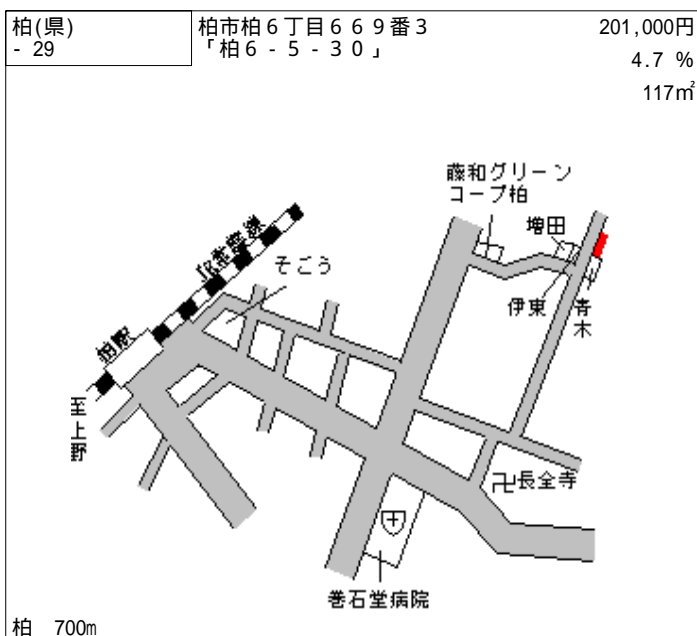 柏(県)
- 29
柏市柏６丁目６６９番３
「柏６-５-３０」
201,000円
4.7 %
117㎡
藤和グリーン
コープ柏
増田
JR常磐線
そごう
伊東
青木
柏駅
至上野
卍長全寺
巻石堂病院
柏 700m